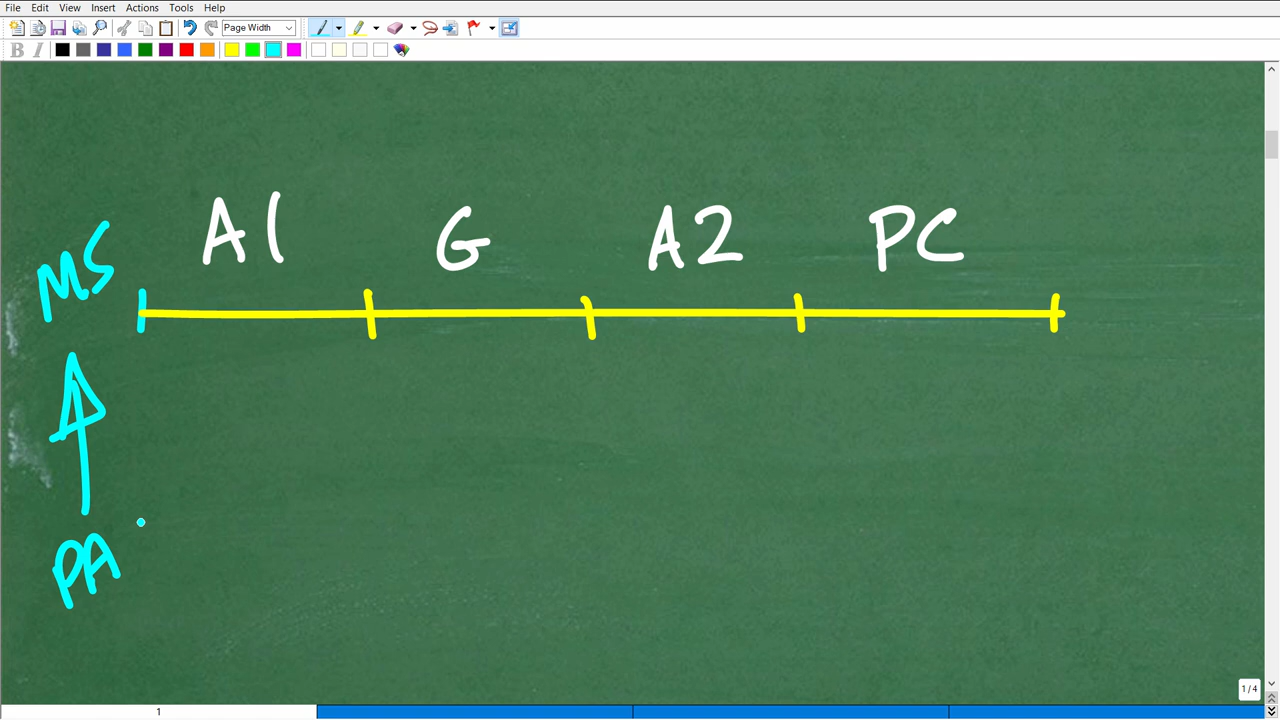 File Edit View Insert Actions Tools Help
Page Width
B I
A1 G A2 PC
MS
PA
1/4
1